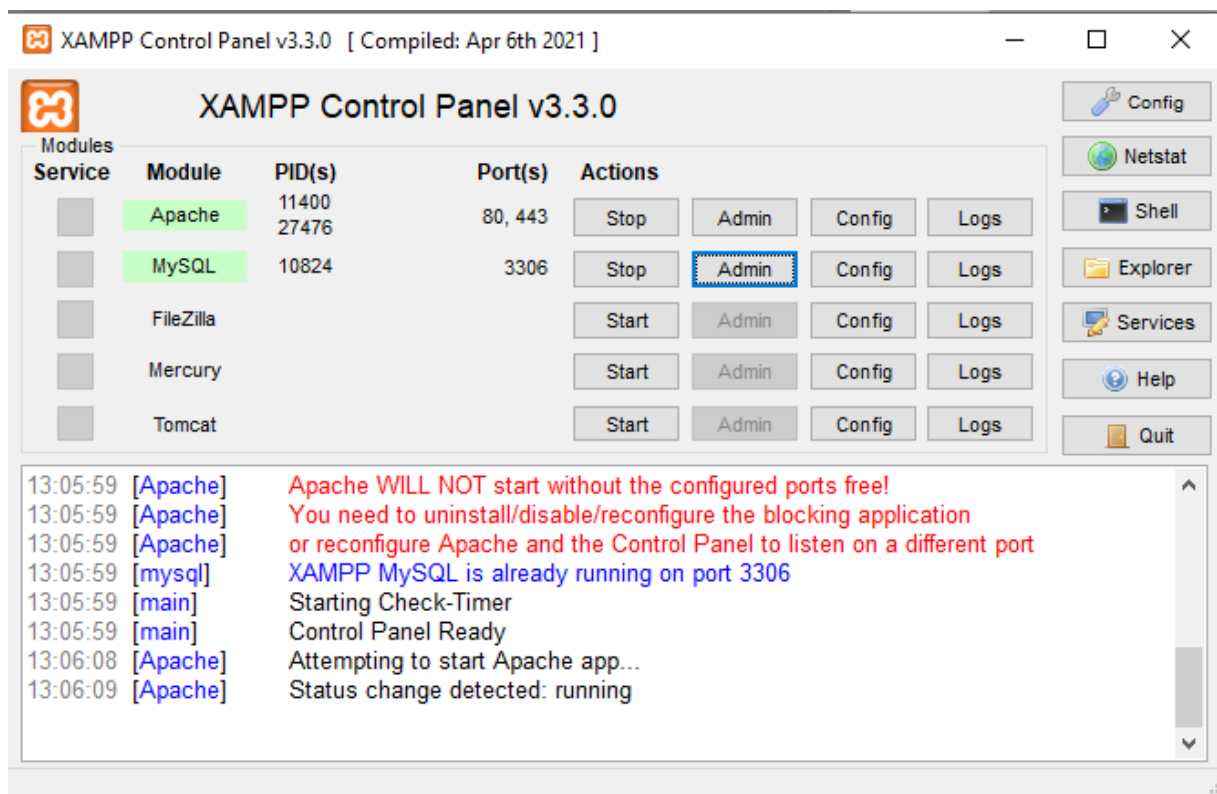 XAMPP Control Panel v3.3.0 [ Compiled: Apr 6th 2021 ]
XAMPP Control Panel v3.3.0
Config
Modules
Service Module PID(s) Port(s) Actions
Netstat
Apache 11400 27476 80, 443 Stop Admin Config Logs
Shell
MySQL 10824 3306 Stop Admin Config Logs
Explorer
FileZilla Start Admin Config Logs
Services
Mercury Start Admin Config Logs
Help
Tomcat Start Admin Config Logs
Quit
13:05:59 [Apache] Apache WILL NOT start without the configured ports free!
13:05:59 [Apache] You need to uninstall/disable/reconfigure the blocking application
13:05:59 [Apache] or reconfigure Apache and the Control Panel to listen on a different port
13:05:59 [mysql] XAMPP MySQL is already running on port 3306
13:05:59 [main] Starting Check-Timer
13:05:59 [main] Control Panel Ready
13:06:08 [Apache] Attempting to start Apache app...
13:06:09 [Apache] Status change detected: running